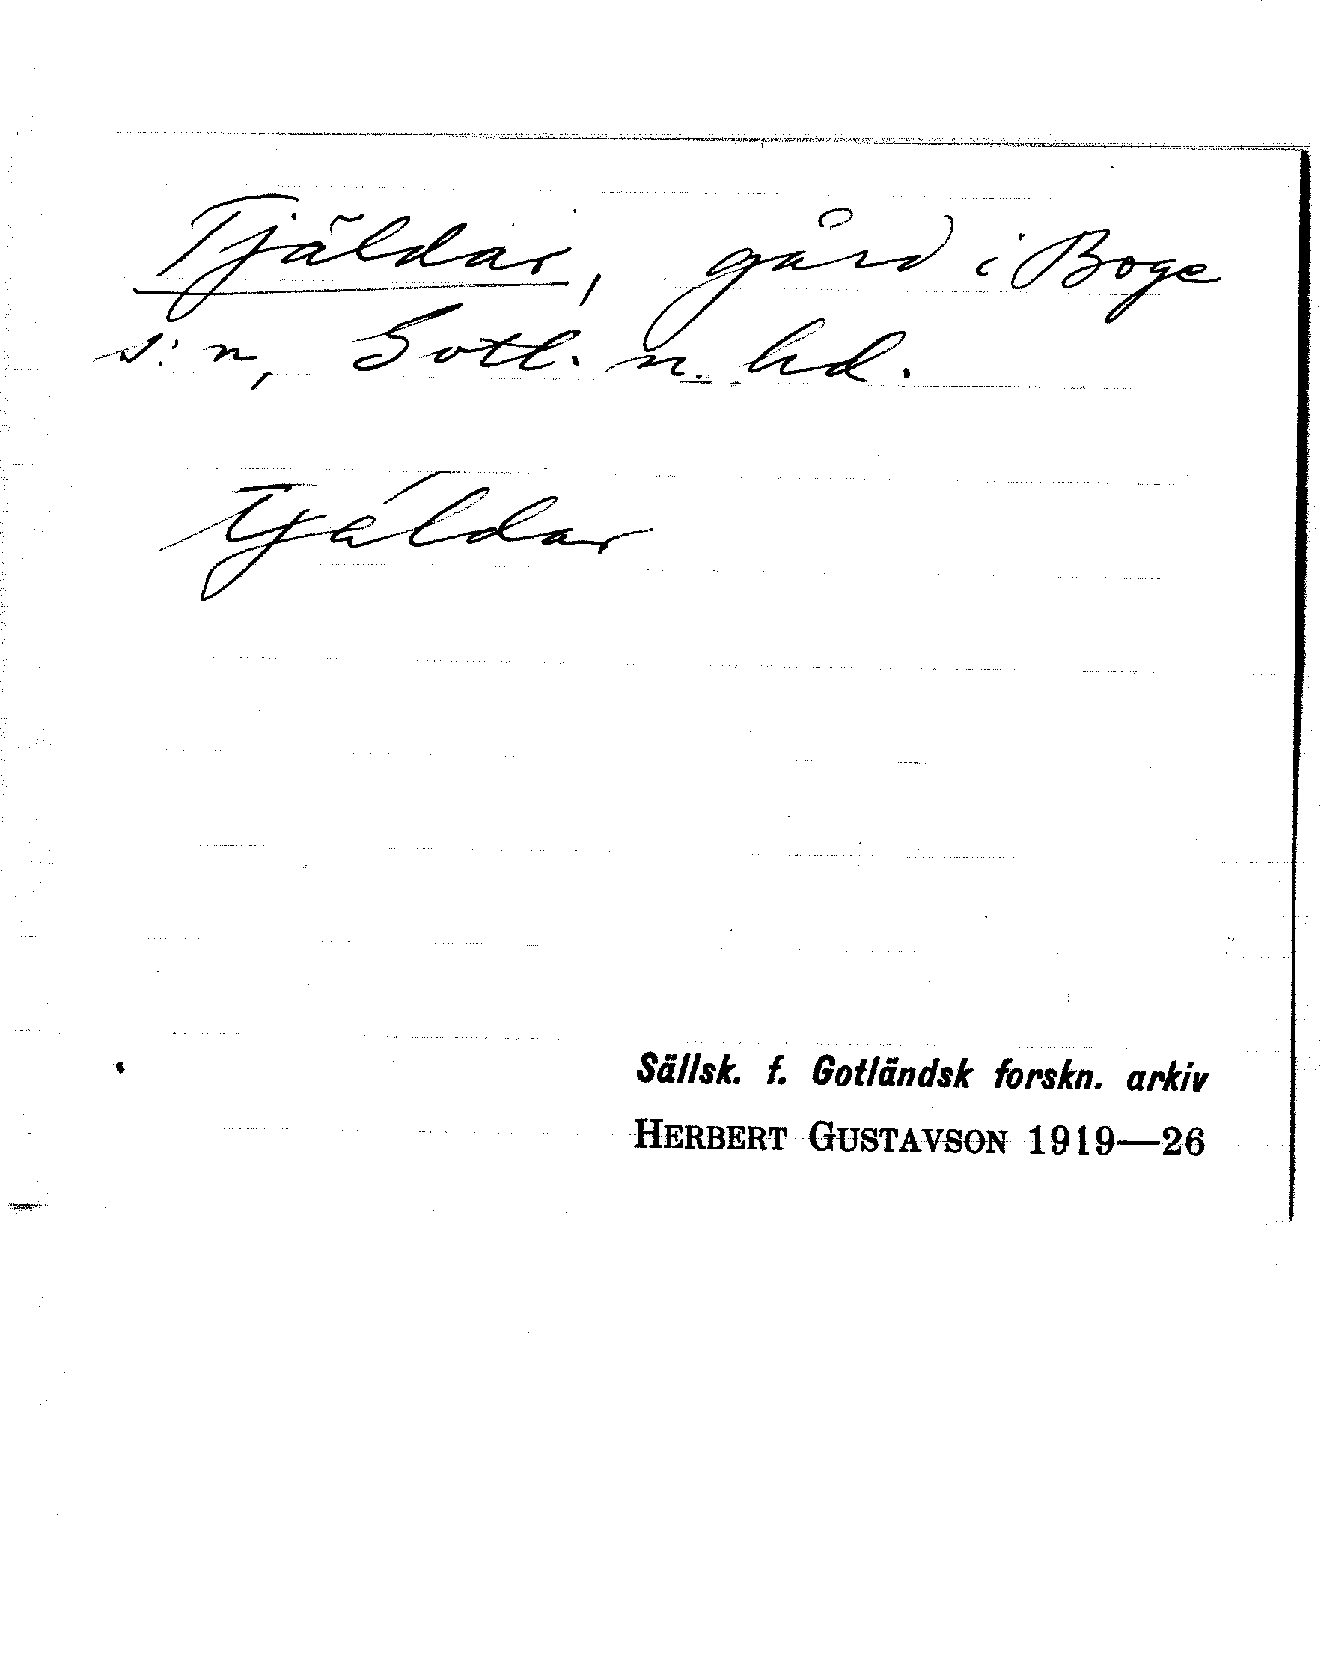 Tjäldar, gård i Boge
s:n, Gotl. n. hd.
tjäldar
Sällsk. f. Gotländsk forskn. arkiv
HERBERT GUSTAVSON 1919—26